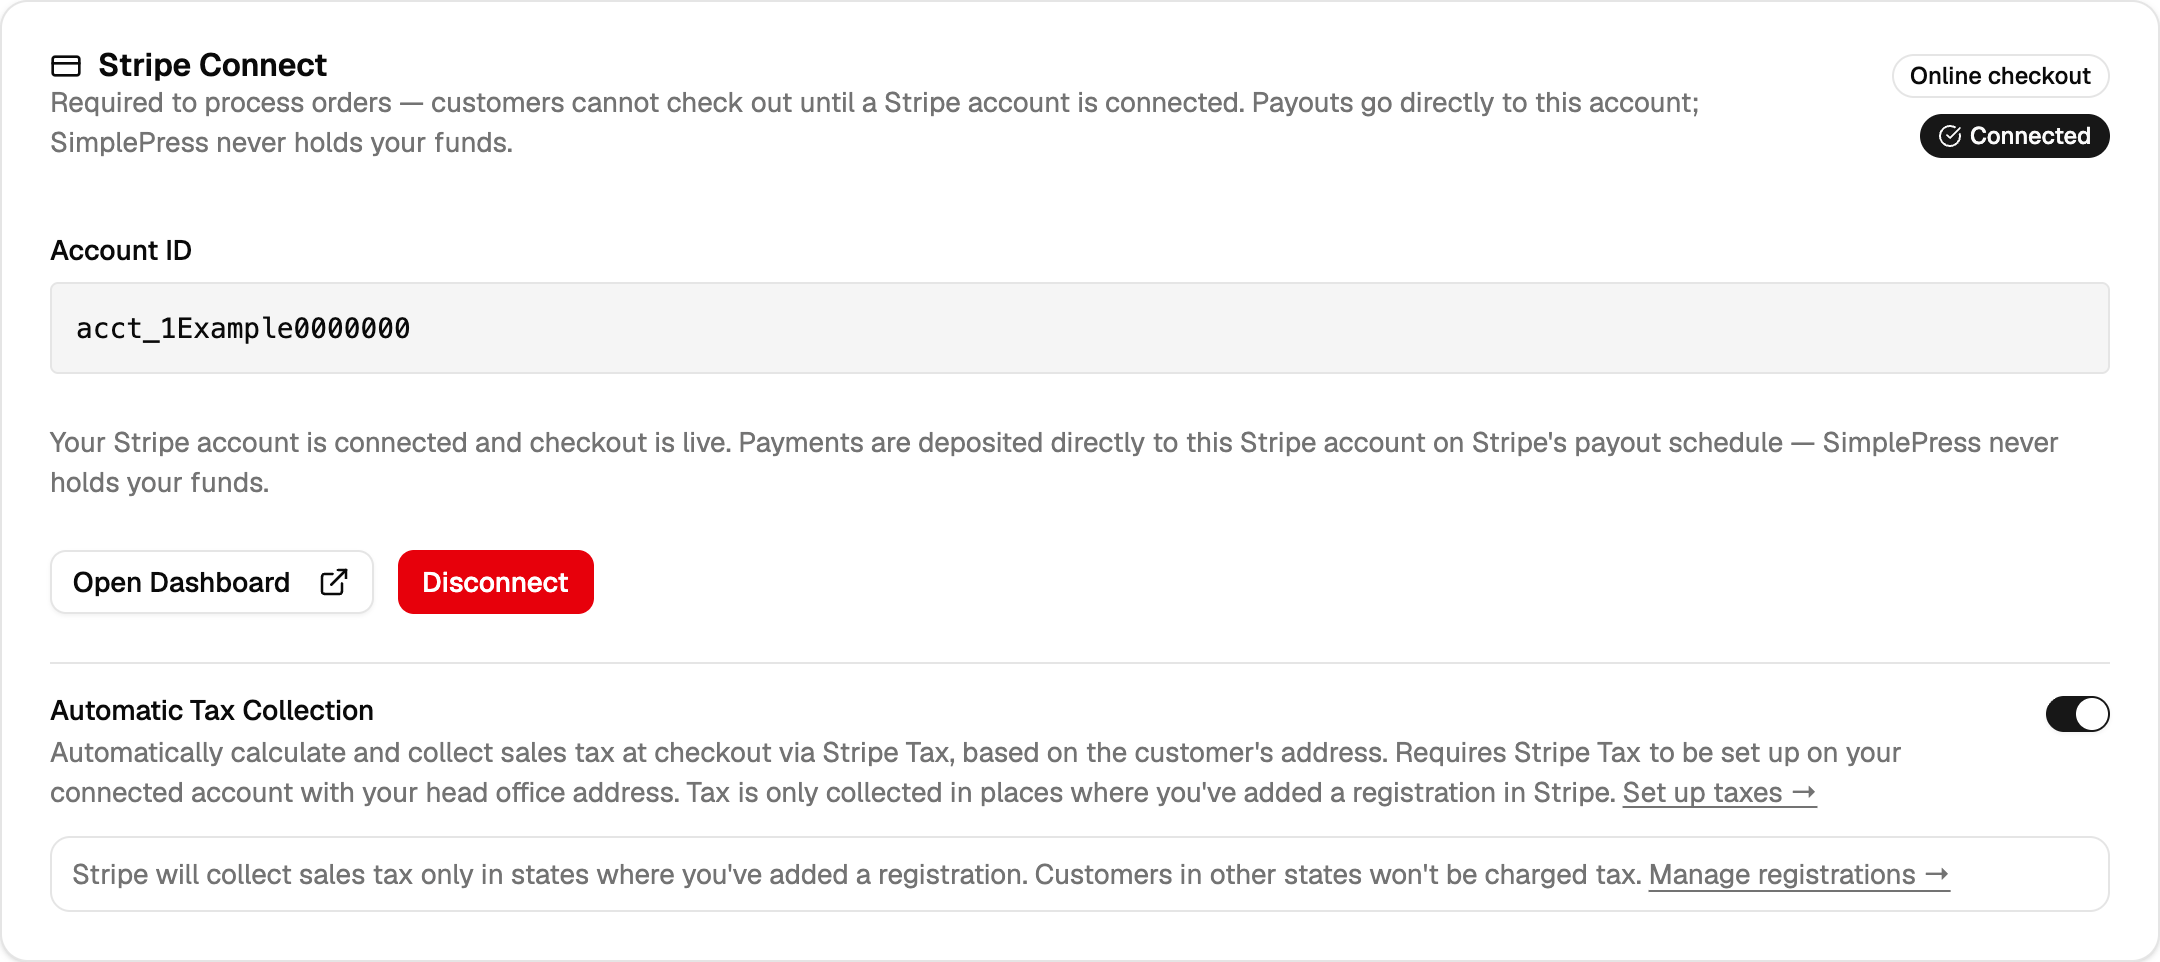 Stripe Connect
Required to process orders — customers cannot check out until a Stripe account is connected. Payouts go directly to this account;
SimplePress never holds your funds.
Online checkout
Connected
Account ID
acct_1Example0000000
Your Stripe account is connected and checkout is live. Payments are deposited directly to this Stripe account on Stripe's payout schedule — SimplePress never
holds your funds.
Open Dashboard
Disconnect
Automatic Tax Collection
Automatically calculate and collect sales tax at checkout via Stripe Tax, based on the customer's address. Requires Stripe Tax to be set up on your
connected account with your head office address. Tax is only collected in places where you've added a registration in Stripe. Set up taxes →
Stripe will collect sales tax only in states where you've added a registration. Customers in other states won't be charged tax. Manage registrations →